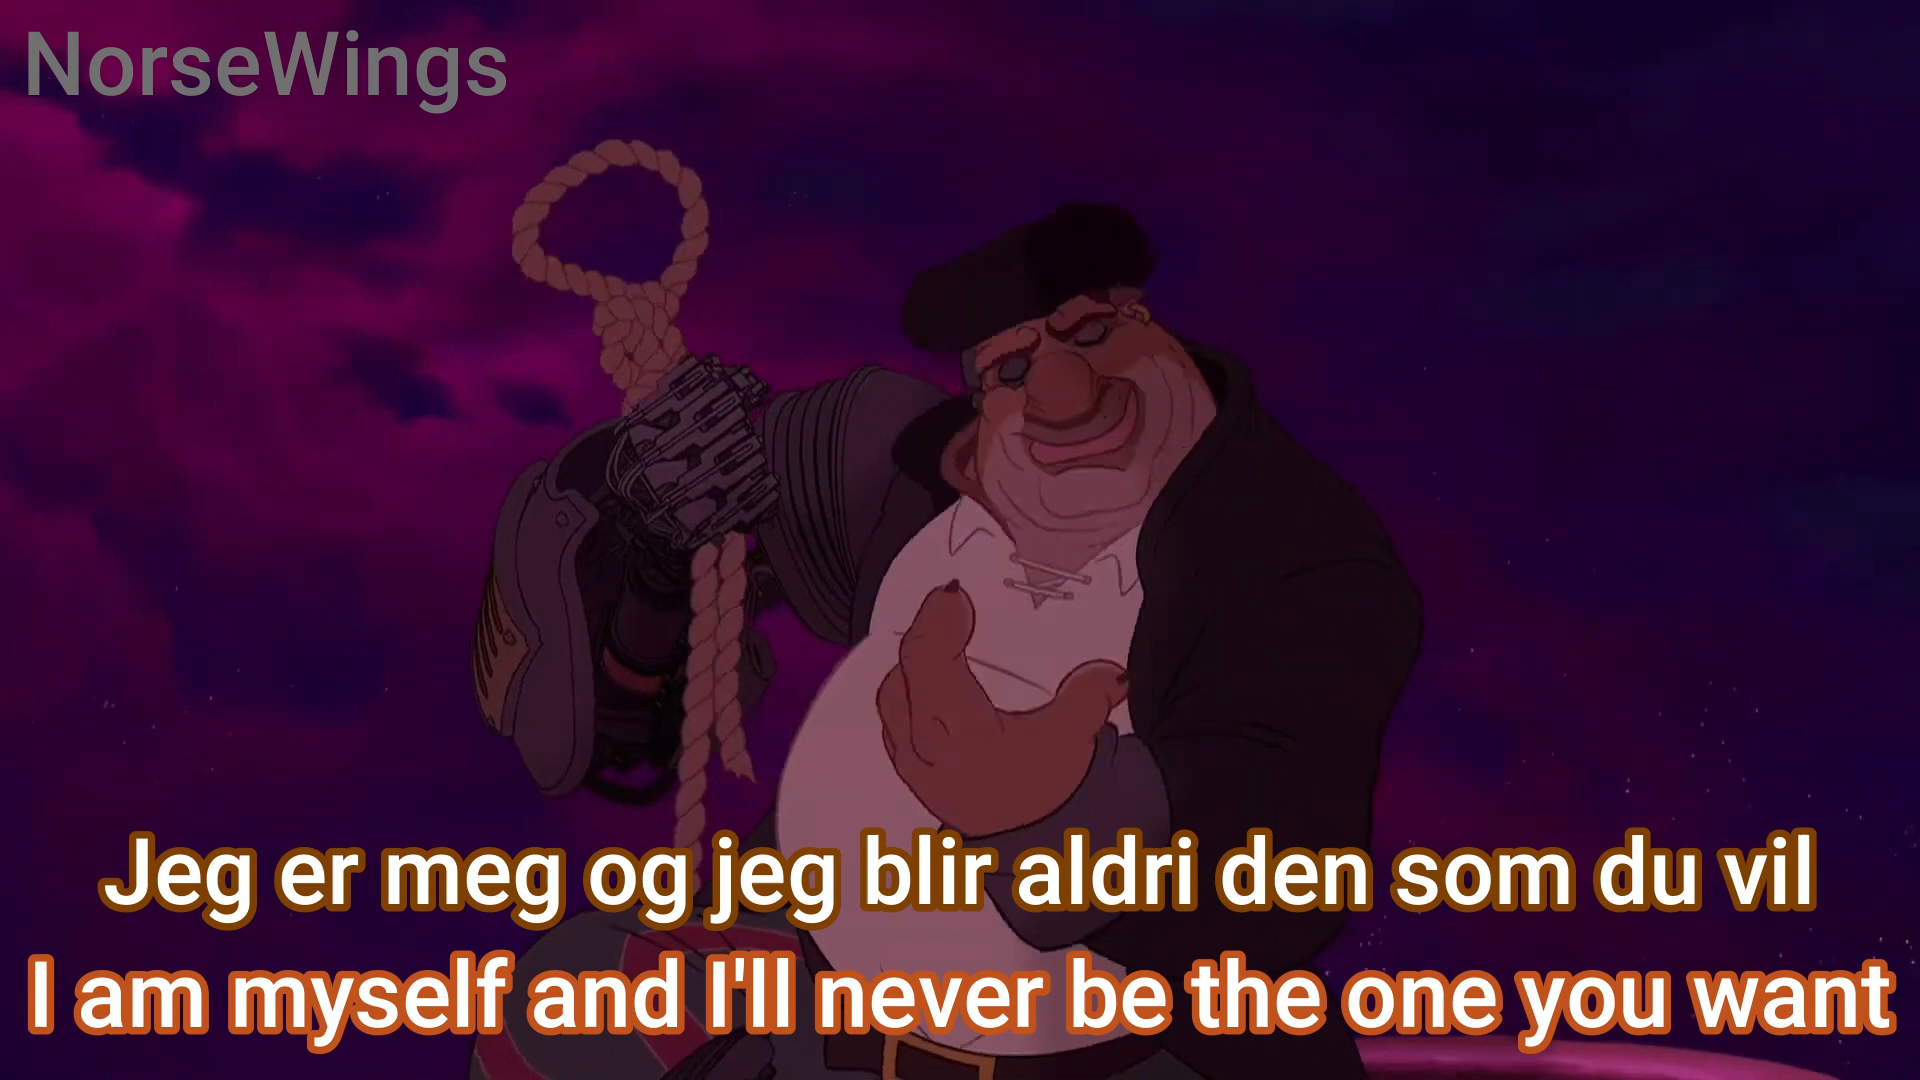 NorseWings
Jeg er meg og jeg blir aldri den som du vil
I am myself and I'll never be the one you want